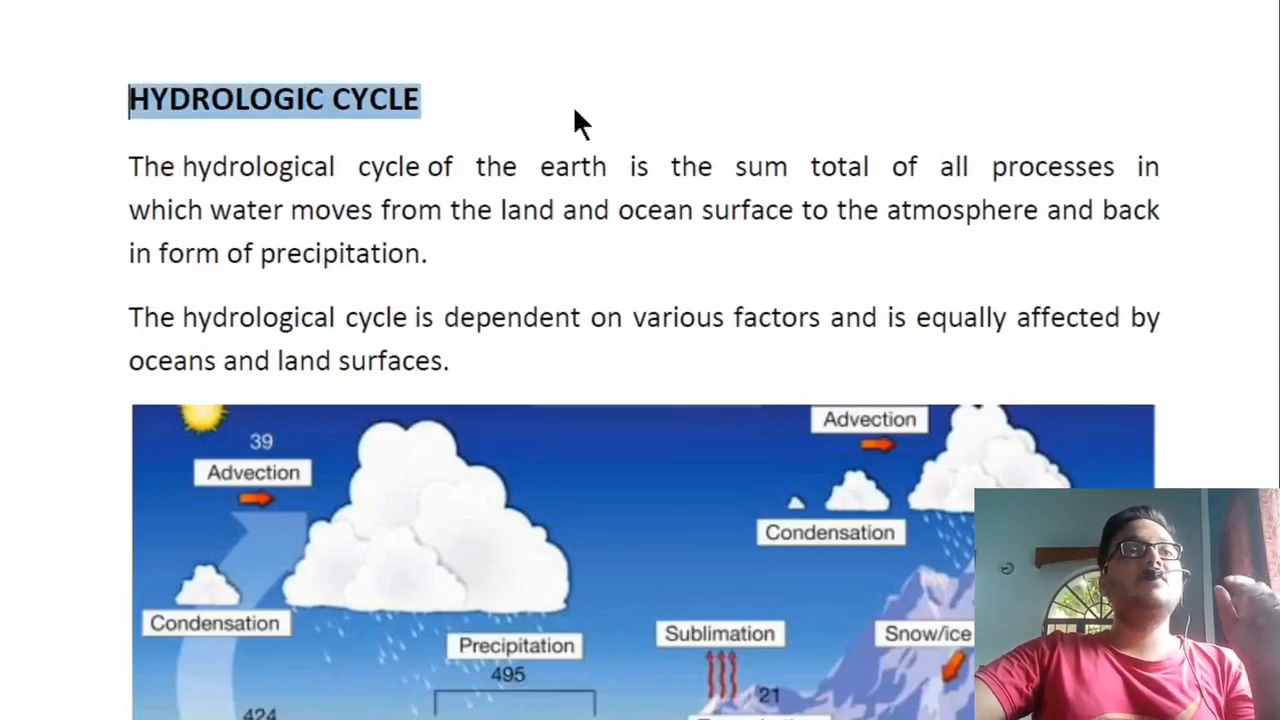 HYDROLOGIC CYCLE
The hydrological cycle of the earth is the sum total of all processes in
which water moves from the land and ocean surface to the atmosphere and back
in form of precipitation.
The hydrological cycle is dependent on various factors and is equally affected by
oceans and land surfaces.
39
Advection
Advection
Condensation
Condensation
Precipitation
495
Sublimation
Snow/ice
21
424